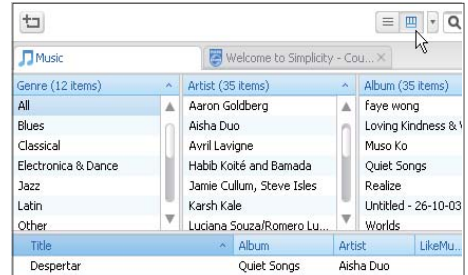 Music
Welcome to Simplicity - Cou...
Genre (12 items)
Artist (35 items)
Album (35 items)
All
Aaron Goldberg
faye wong
Blues
Aisha Duo
Loving Kindness &
Classical
Avril Lavigne
Muso Ko
Electronica & Dance
Habib Koité and Bamada
Quiet Songs
Jazz
Jamie Cullum, Steve Isles
Realize
Latin
Karsh Kale
Untitled - 26-10-03
Other
Luciana Souza/Romero Lu...
Worlds
Title
Album
Artist
LikeMu...
Despertar
Quiet Songs
Aisha Duo